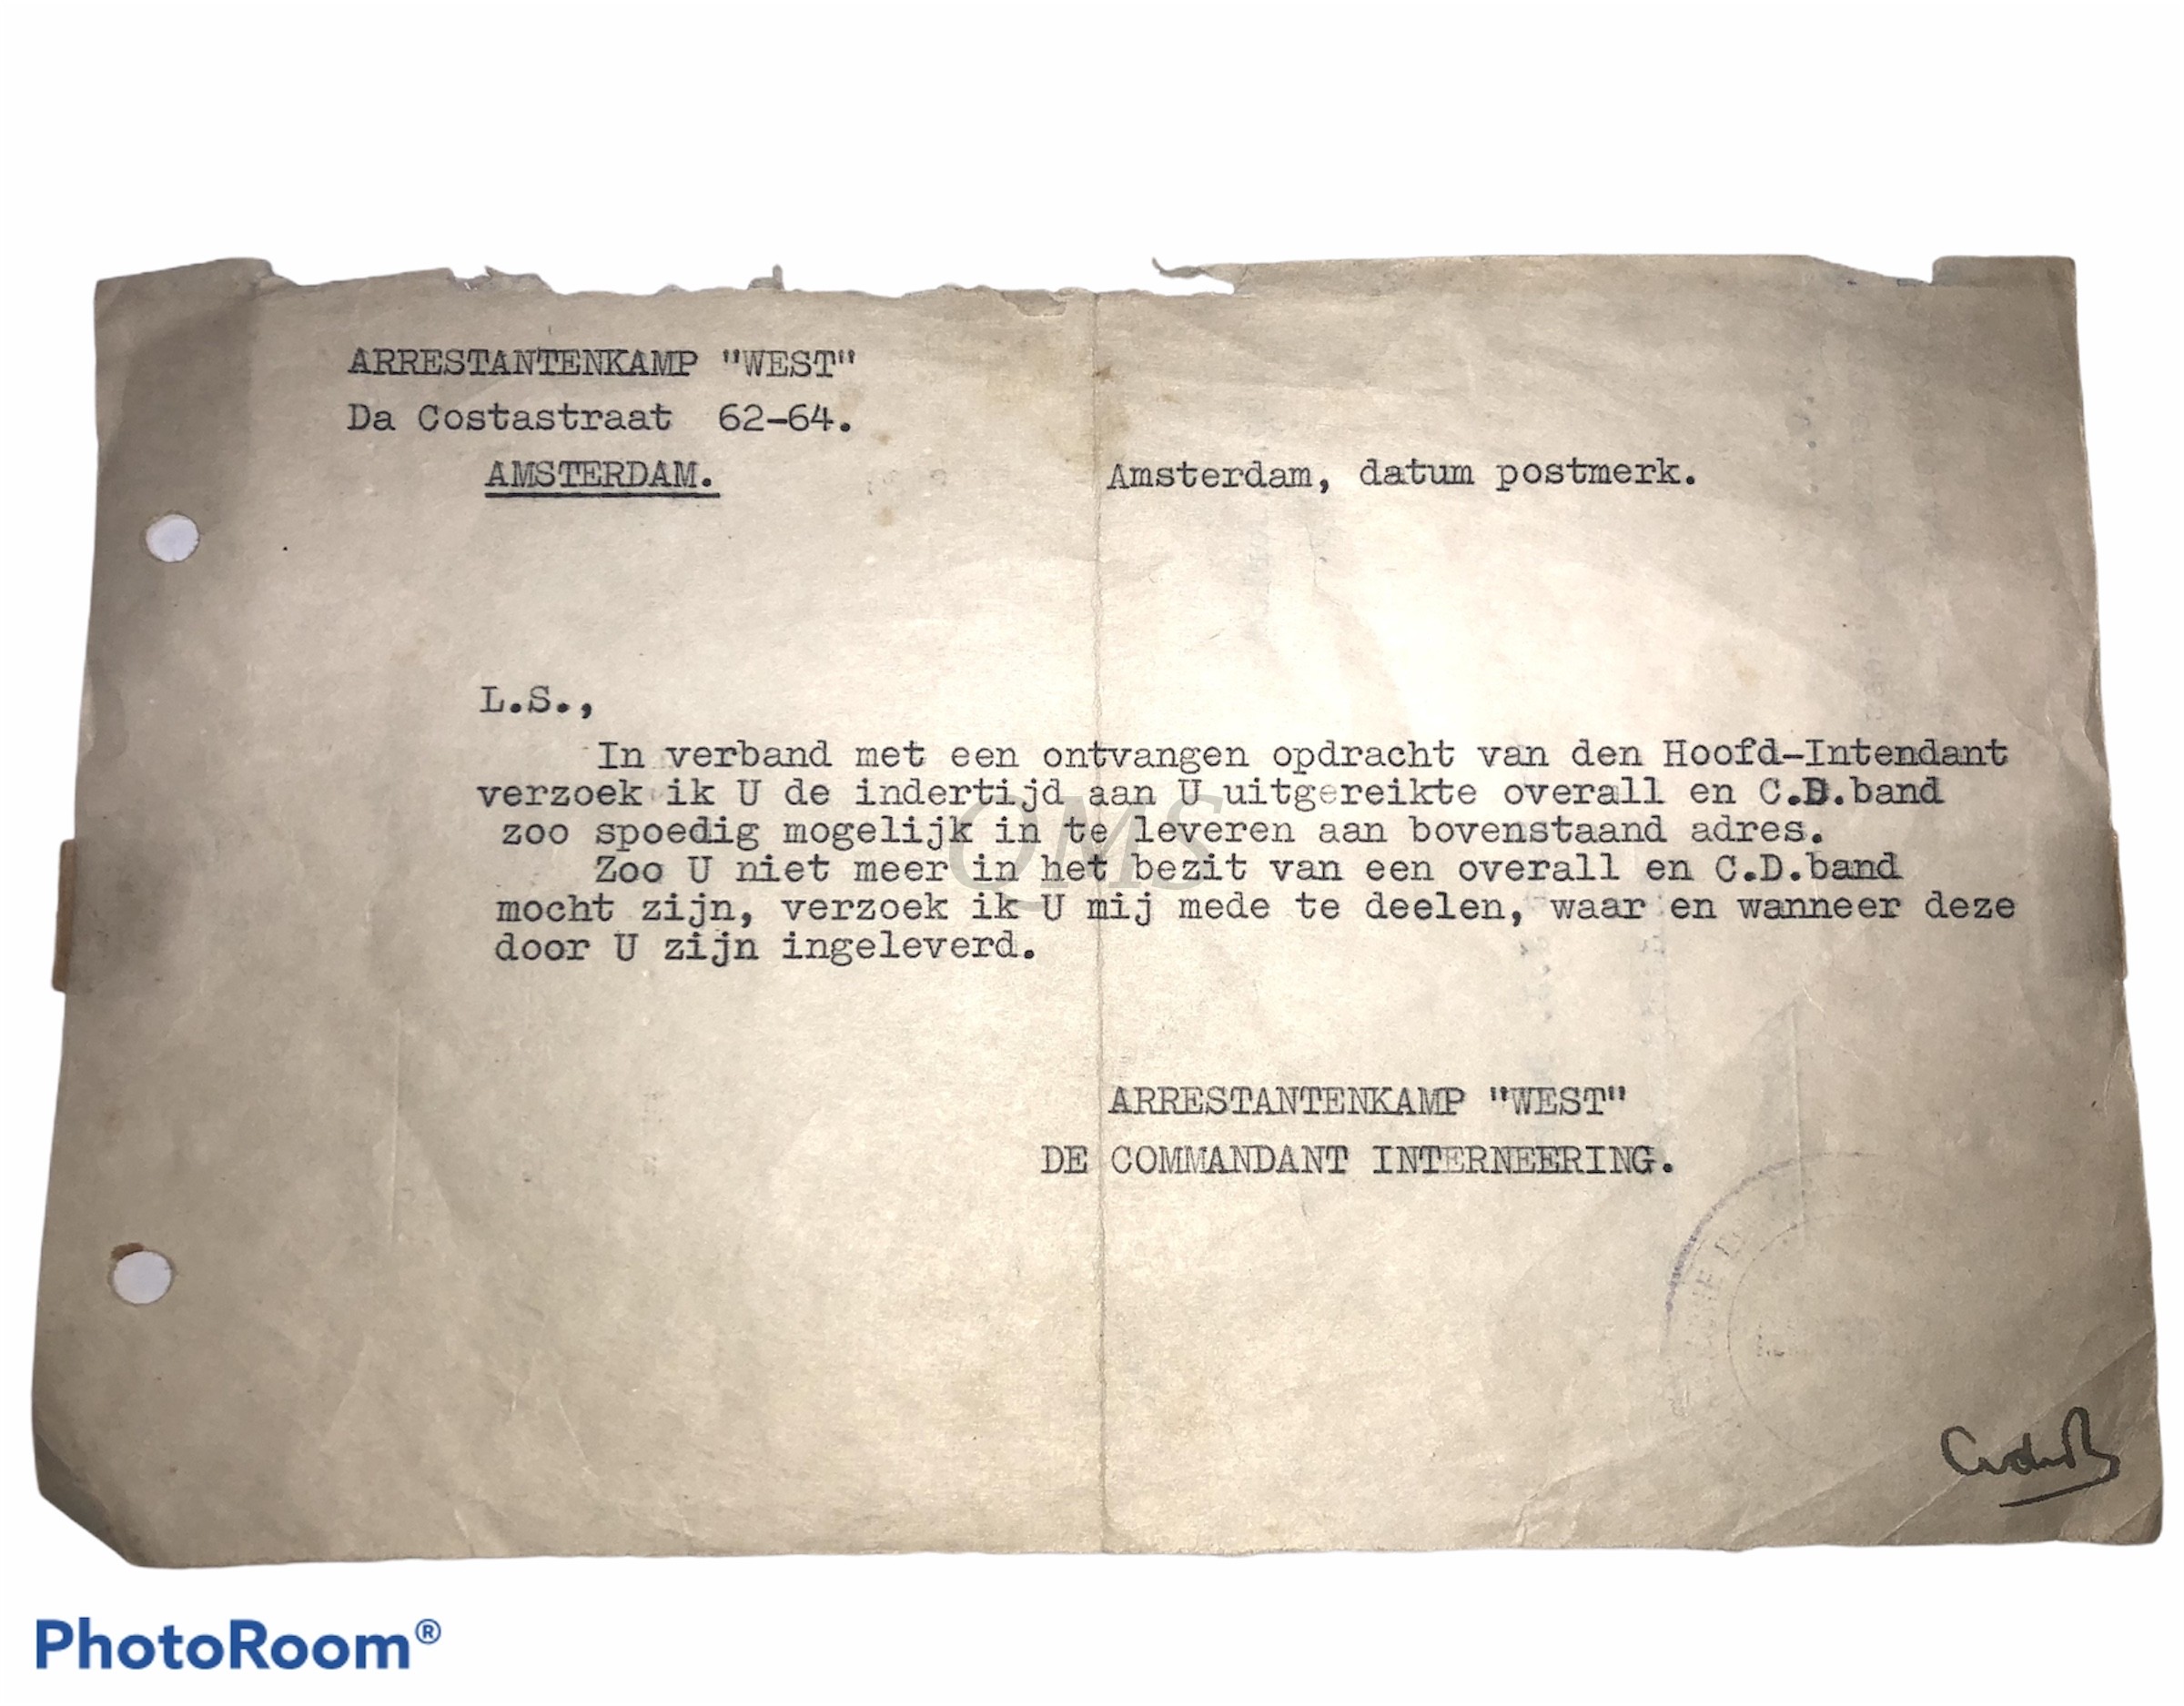 ARRESTANTENKAMP "WEST"
Da Costastraat 62-64.
AMSTERDAM.
Amsterdam, datum postmerk.
L.S.,
In verband met een ontvangen opdracht van den Hoofd-Intendant
verzoek ik U de indertijd aan U uitgereikte overall en C.D.band
zoo spoedig mogelijk in te leveren aan bovenstaand adres.
Zoo U niet meer in het bezit van een overall en C.D.band
mocht zijn, verzoek ik U mij mede te deelen, waar en wanneer deze
door U zijn ingeleverd.
QMS
ARRESTANTENKAMP "WEST"
DE COMMANDANT INTERNEERING.
PhotoRoom®